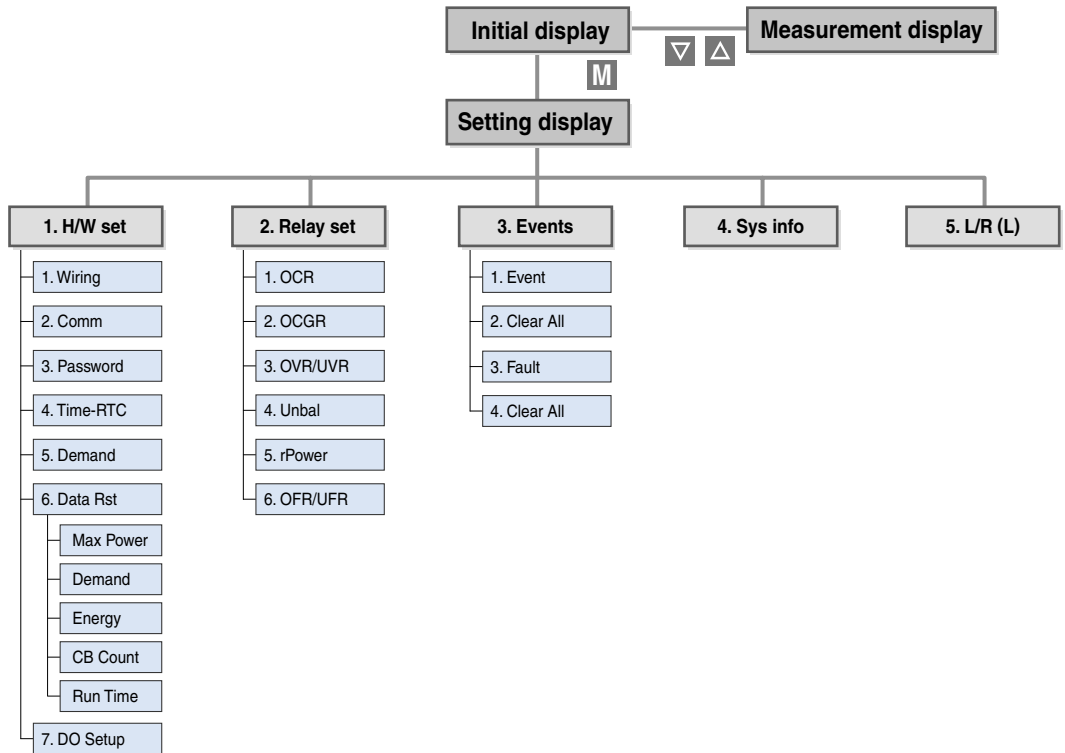 Initial display
Measurement display
▽ △
M
Setting display
1. H/W set
1. Wiring
2. Comm
3. Password
4. Time-RTC
5. Demand
6. Data Rst
Max Power
Demand
Energy
CB Count
Run Time
7. DO Setup
2. Relay set
1. OCR
2. OCGR
3. OVR/UVR
4. Unbal
5. rPower
6. OFR/UFR
3. Events
1. Event
2. Clear All
3. Fault
4. Clear All
4. Sys info
5. L/R (L)